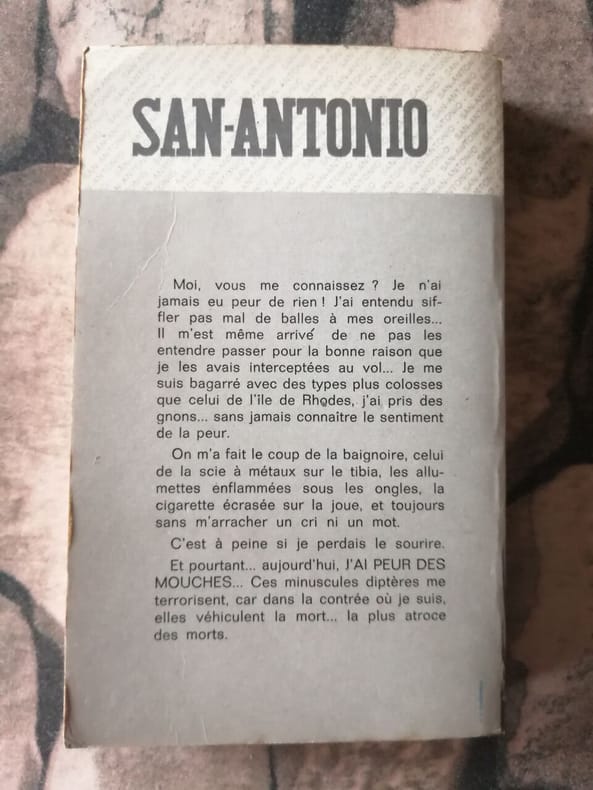 SAN-ANTONIO
Moi, vous me connaissez ? Je n'ai
jamais eu peur de rien ! J'ai entendu sif-
fler pas mal de balles à mes oreilles...
Il m'est même arrivé de ne pas les
entendre passer pour la bonne raison que
je les avais interceptées au vol... Je me
suis bagarré avec des types plus colosses
que celui de l'île de Rhodes, j'ai pris des
gnons... sans jamais connaître le sentiment
de la peur.
On m'a fait le coup de la baignoire, celui
de la scie à métaux sur le tibia, les allu-
mettes enflammées sous les ongles, la
cigarette écrasée sur la joue, et toujours
sans m'arracher un cri ni un mot.
C'est à peine si je perdais le sourire.
Et pourtant... aujourd'hui, J'AI PEUR DES
MOUCHES... Ces minuscules diptères me
terrorisent, car dans la contrée où je suis,
elles véhiculent la mort... la plus atroce
des morts.